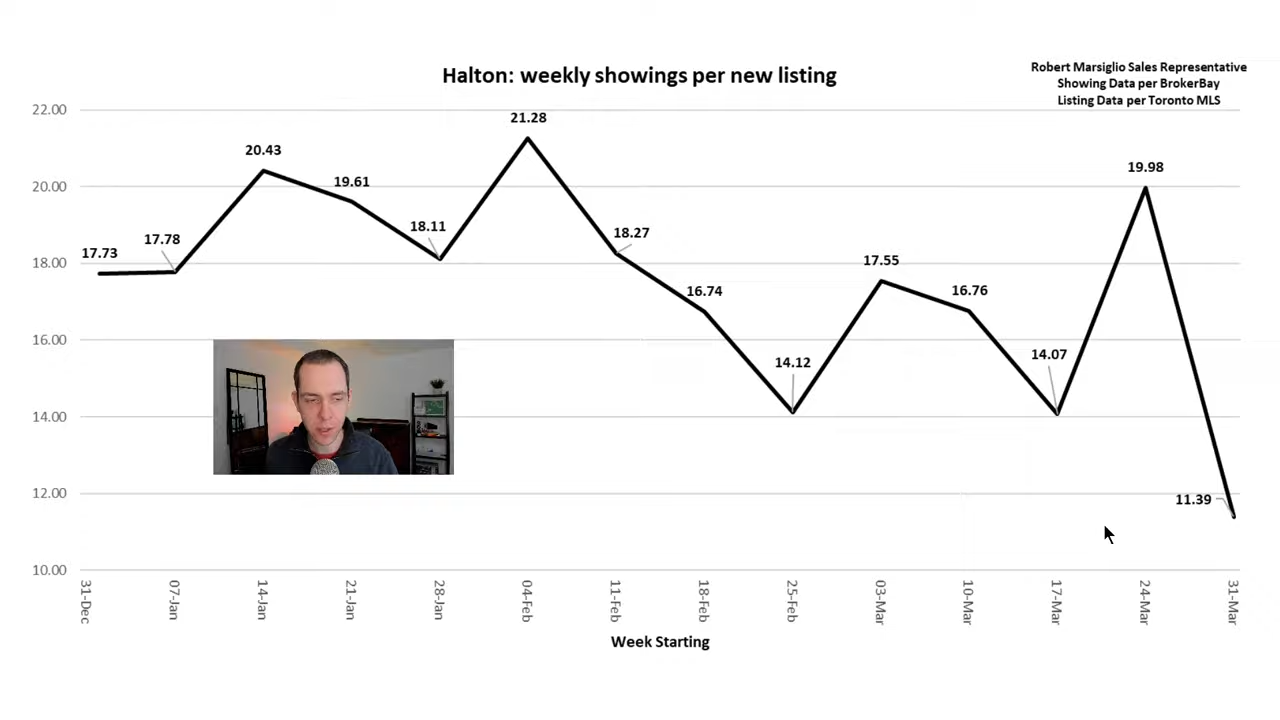 Halton: weekly showings per new listing
Robert Marsiglio Sales Representative
Showing Data per BrokerBay
Listing Data per Toronto MLS
22.00
20.00
18.00
16.00
14.00
12.00
10.00
17.73
17.78
20.43
19.61
18.11
21.28
18.27
16.74
14.12
17.55
16.76
14.07
19.98
11.39
31-Dec
07-Jan
14-Jan
21-Jan
28-Jan
04-Feb
11-Feb
18-Feb
25-Feb
03-Mar
10-Mar
17-Mar
24-Mar
31-Mar
Week Starting